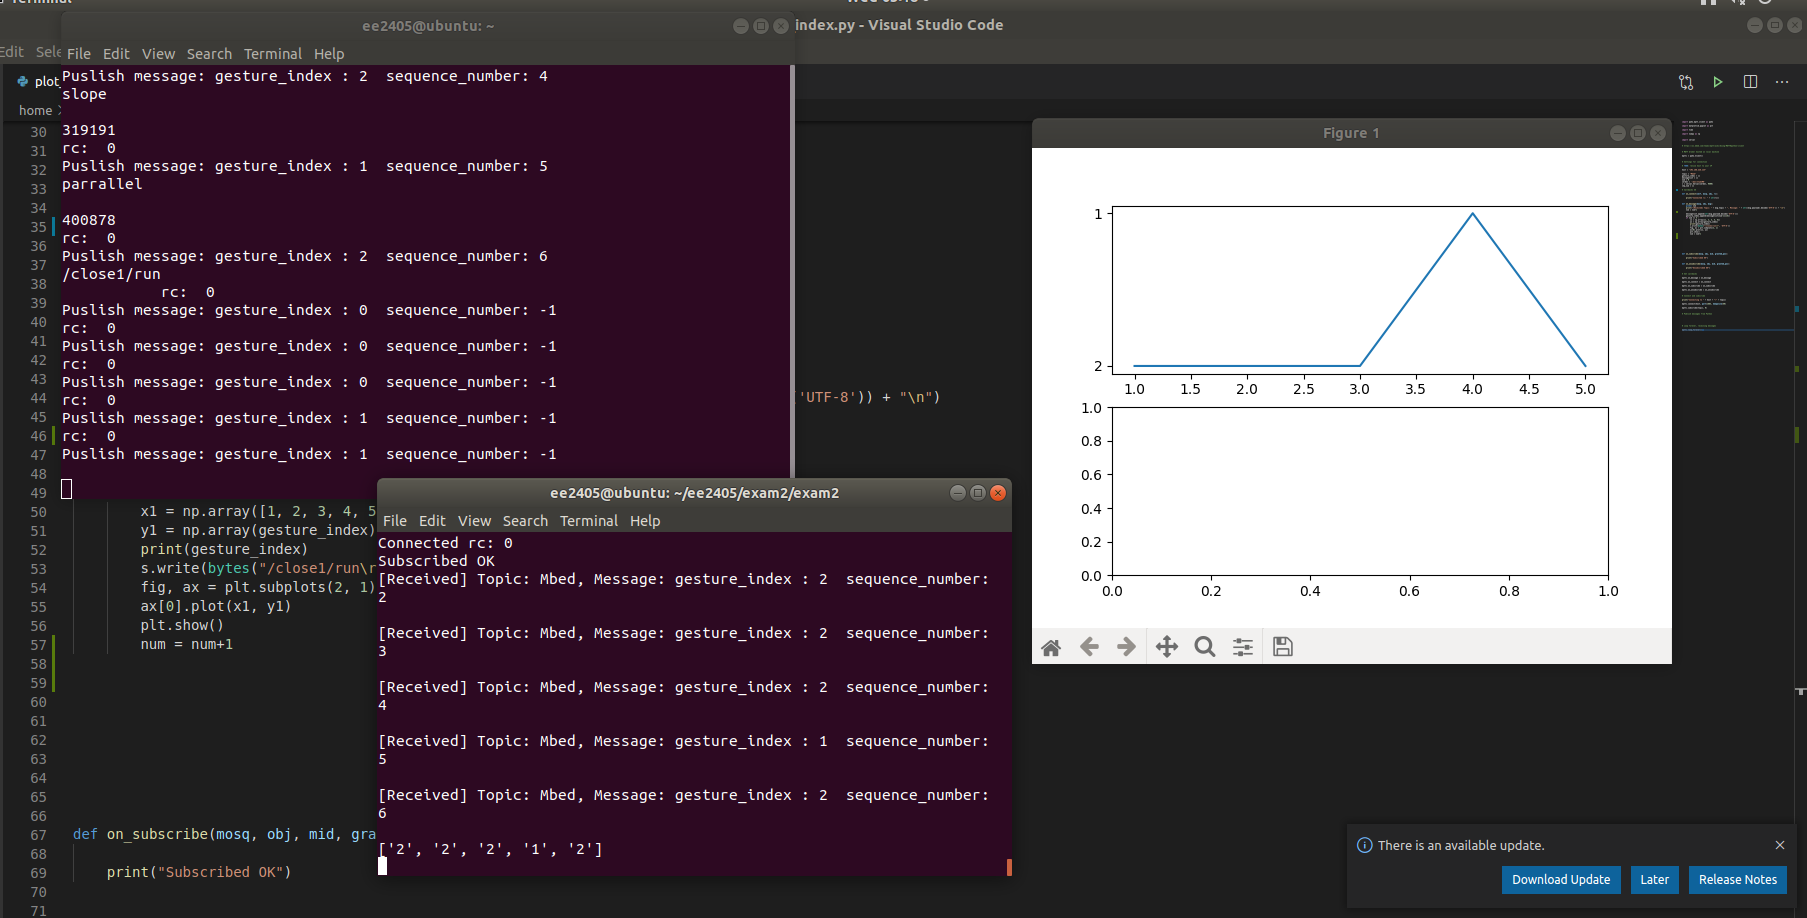 ee2405@ubuntu: ~
index.py - Visual Studio Code
Edit
File Edit View Search Terminal Help
Puslish message: gesture_index : 2  sequence_number: 4
slope
319191
rc:  0
Puslish message: gesture_index : 1  sequence_number: 5
parrallel
400878
rc:  0
Puslish message: gesture_index : 2  sequence_number: 6
/close1/run
rc:  0
Puslish message: gesture_index : 0  sequence_number: -1
rc:  0
Puslish message: gesture_index : 0  sequence_number: -1
rc:  0
Puslish message: gesture_index : 0  sequence_number: -1
rc:  0
Puslish message: gesture_index : 1  sequence_number: -1
rc:  0
Puslish message: gesture_index : 1  sequence_number: -1
home
30
31
32
33
34
35
36
37
38
39
40
41
42
43
44 'UTF-8')) + "\n")
45
46
47
48
49
50 x1 = np.array([1, 2, 3, 4, 5
51 y1 = np.array(gesture_index)
52 print(gesture_index)
53 s.write(bytes("/close1/run\r
54 fig, ax = plt.subplots(2, 1)
55 ax[0].plot(x1, y1)
56 plt.show()
57 num = num+1
58
59
60
61
62
63
64
65
66
67 def on_subscribe(mosq, obj, mid, gra
68
69 print("Subscribed OK")
70
71
ee2405@ubuntu: ~/ee2405/exam2/exam2
File Edit View Search Terminal Help
Connected rc: 0
Subscribed OK
[Received] Topic: Mbed, Message: gesture_index : 2  sequence_number:
2
[Received] Topic: Mbed, Message: gesture_index : 2  sequence_number:
3
[Received] Topic: Mbed, Message: gesture_index : 2  sequence_number:
4
[Received] Topic: Mbed, Message: gesture_index : 1  sequence_number:
5
[Received] Topic: Mbed, Message: gesture_index : 2  sequence_number:
6
['2', '2', '2', '1', '2']
Figure 1
1
2
1.0 1.5 2.0 2.5 3.0 3.5 4.0 4.5 5.0
1.0
0.8
0.6
0.4
0.2
0.0
0.0 0.2 0.4 0.6 0.8 1.0
There is an available update.
Download Update Later Release Notes